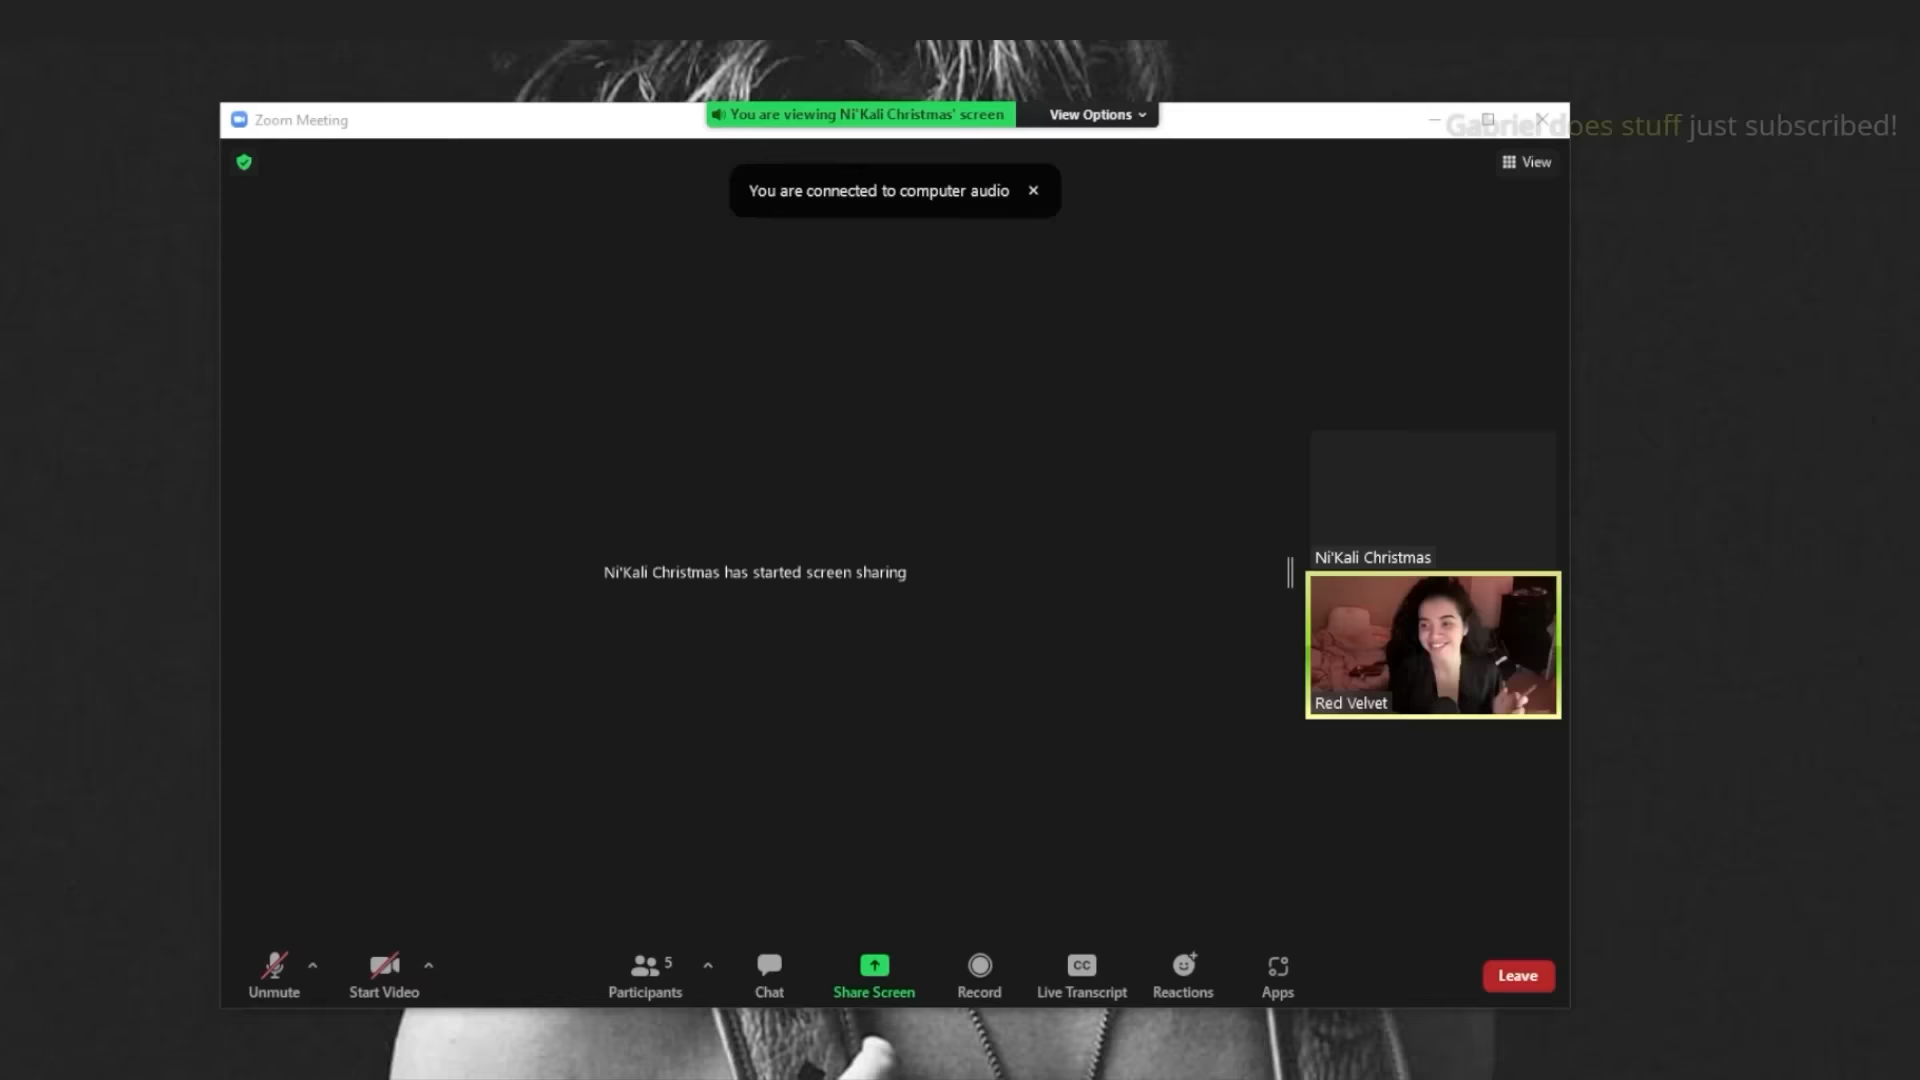 Zoom Meeting
You are viewing Ni'Kali Christmas' screen
View Options
Gabriel does stuff just subscribed!
You are connected to computer audio
View
Ni'Kali Christmas has started screen sharing
Ni'Kali Christmas
Red Velvet
5
Unmute
Start Video
Participants
Chat
Share Screen
Record
CC
Live Transcript
Reactions
Apps
Leave